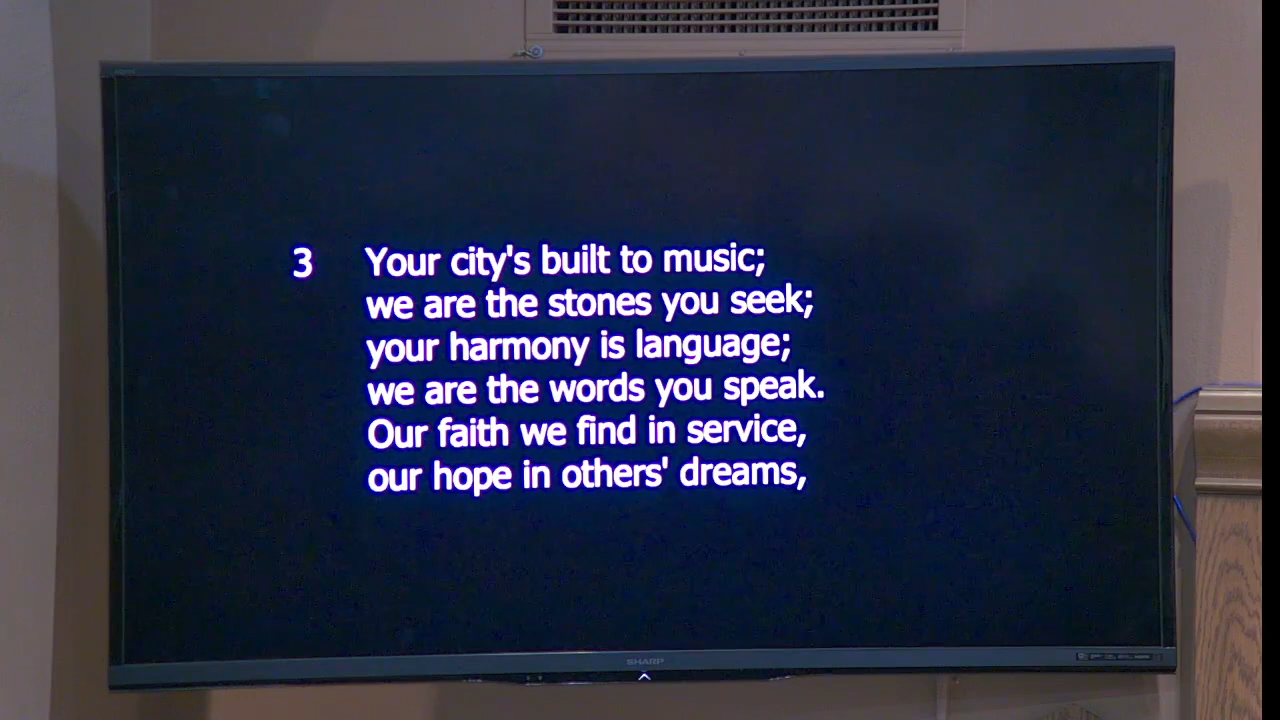 3 Your city's built to music;
we are the stones you seek;
your harmony is language;
we are the words you speak.
Our faith we find in service,
our hope in others' dreams,
SHARP